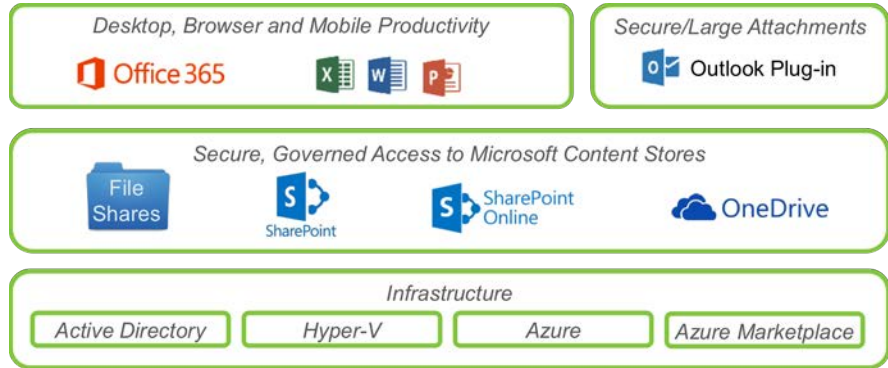 Desktop, Browser and Mobile Productivity
Office 365
X
W
P
Secure/Large Attachments
O
Outlook Plug-in
Secure, Governed Access to Microsoft Content Stores
File
Shares
S
SharePoint
S
SharePoint
Online
OneDrive
Infrastructure
Active Directory
Hyper-V
Azure
Azure Marketplace